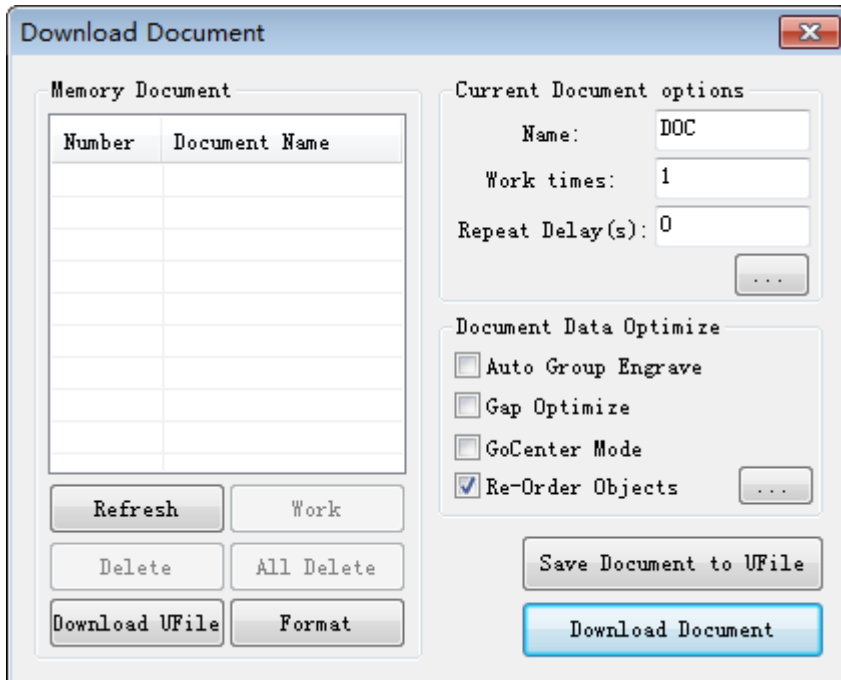 Download Document
Memory Document
Number Document Name
Refresh Work
Delete All Delete
Download UFile Format
Current Document options
Name: DOC
Work times: 1
Repeat Delay(s): 0
...
Document Data Optimize
Auto Group Engrave
Gap Optimize
GoCenter Mode
Re-Order Objects ...
Save Document to UFile
Download Document